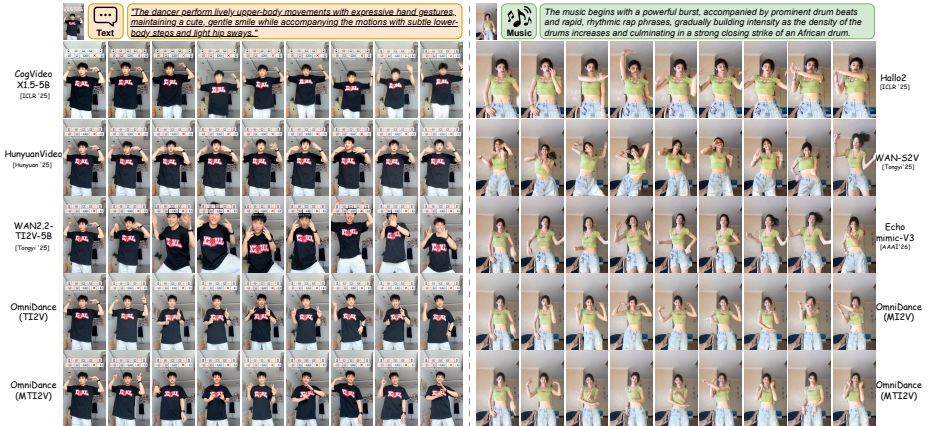 Text
"The dancer perform lively upper-body movements with expressive hand gestures,
maintaining a cute, gentle smile while accompanying the motions with subtle lower-
body steps and light hip sways."
Music
The music begins with a powerful burst, accompanied by prominent drum beats
and rapid, rhythmic rap phrases, gradually building intensity as the density of the
drums increases and culminating in a strong closing strike of an African drum.
CogVideo
X1.5-5B
[ICLR '25]
HunyuanVideo
[Hunyuan '25]
WAN2.2-
TI2V-5B
[Tongyi '25]
OmniDance
(TI2V)
OmniDance
(MTI2V)
Hallo2
[ICLR '25]
WAN-S2V
[Tongyi'25]
Echo
mimic-V3
[AAAI'26]
OmniDance
(MI2V)
OmniDance
(MTI2V)